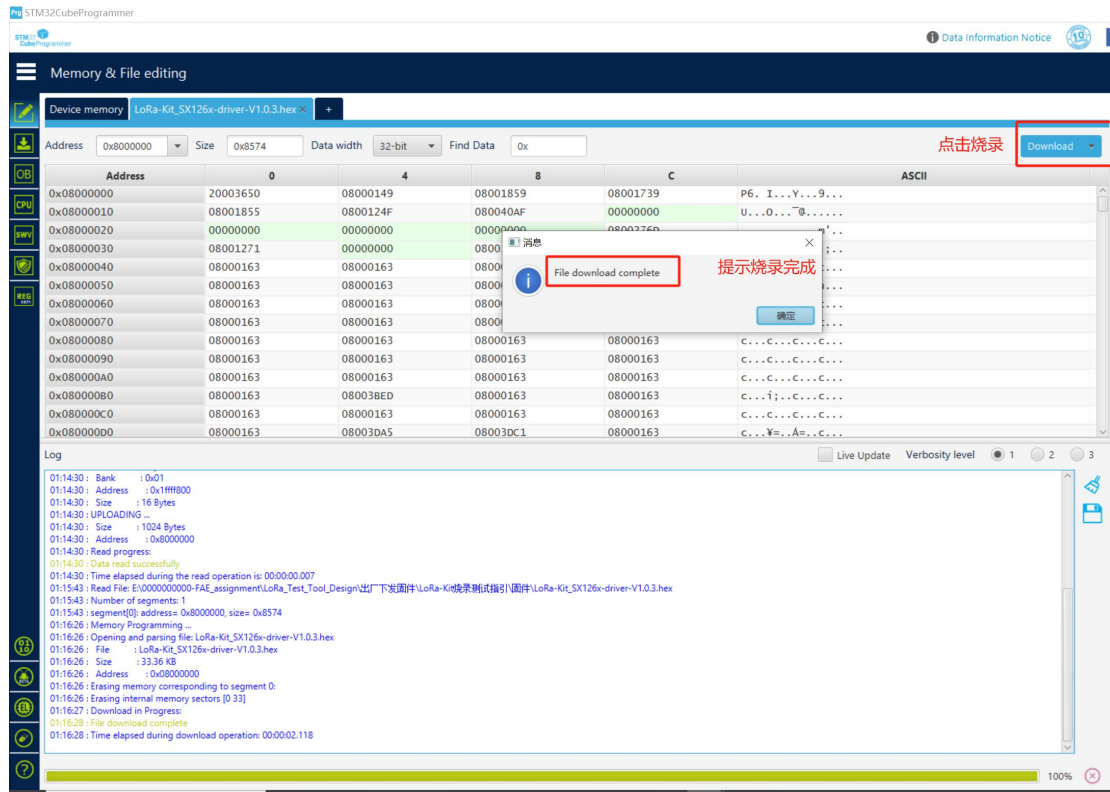 Prg STM32CubeProgrammer
STM32 CubeProgrammer
Data Information Notice
Memory & File editing
Device memory LoRa-Kit_SX126x-driver-V1.0.3.hex × +
Address 0x8000000 Size 0x8574 Data width 32-bit Find Data 0x 点击烧录 Download
Address 0 4 8 C ASCII
0x08000000 20003650 08000149 08001859 08001739 P6. I...Y...9...
0x08000010 08001855 0800124F 080040AF 00000000 U...O...¯@......
0x08000020 00000000 00000000 00000000
0x08000030 08001271 00000000
0x08000040 08000163 08000163
0x08000050 08000163 08000163
0x08000060 08000163 08000163
0x08000070 08000163 08000163
消息
File download complete
提示烧录完成
确定
0x08000080 08000163 08000163 08000163 08000163 c...c...c...c...
0x08000090 08000163 08000163 08000163 08000163 c...c...c...c...
0x080000A0 08000163 08000163 08000163 08000163 c...c...c...c...
0x080000B0 08000163 08003BED 08000163 08000163 c...í;..c...c...
0x080000C0 08000163 08000163 08000163 08000163 c...c...c...c...
0x080000D0 08000163 08003DA5 08003DC1 08000163 c...¥=..Á=..c...
Log Live Update Verbosity level 1 2 3
01:14:30 : Bank : 0x01
01:14:30 : Address : 0x1ffff800
01:14:30 : Size : 16 Bytes
01:14:30 : UPLOADING ...
01:14:30 : Size : 1024 Bytes
01:14:30 : Address : 0x8000000
01:14:30 : Read progress:
01:14:30 : Data read successfully
01:14:30 : Time elapsed during the read operation is: 00:00:00.007
01:15:43 : Read File: E:\0000000000-FAE_assignment\LoRa_Test_Tool_Design\出厂下发固件\LoRa-Kit烧录测试指引\固件\LoRa-Kit_SX126x-driver-V1.0.3.hex
01:15:43 : Number of segments: 1
01:15:43 : segment[0]: address= 0x8000000, size= 0x8574
01:16:26 : Memory Programming ...
01:16:26 : Opening and parsing file: LoRa-Kit_SX126x-driver-V1.0.3.hex
01:16:26 : File : LoRa-Kit_SX126x-driver-V1.0.3.hex
01:16:26 : Size : 33.36 KB
01:16:26 : Address : 0x08000000
01:16:26 : Erasing memory corresponding to segment 0:
01:16:26 : Erasing internal memory sectors [0 33]
01:16:27 : Download in Progress:
01:16:28 : File download complete
01:16:28 : Time elapsed during download operation: 00:00:02.118
100%
OB
CPU
SWV
REG